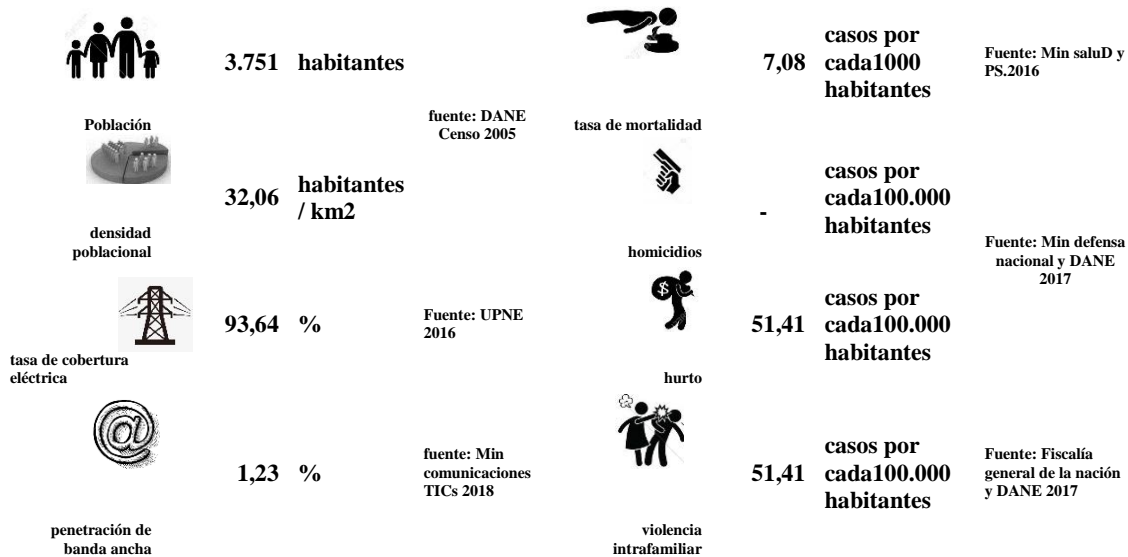 3.751 habitantes
Población
fuente: DANE
Censo 2005
32,06
habitantes
/ km2
densidad
poblacional
93,64 %
Fuente: UPNE
2016
tasa de cobertura
eléctrica
1,23 %
fuente: Min
comunicaciones
TICs 2018
penetración de
banda ancha
7,08
casos por
cada1000
habitantes
Fuente: Min saluD y
PS.2016
tasa de mortalidad
-
casos por
cada100.000
habitantes
homicidios
Fuente: Min defensa
nacional y DANE
2017
$
51,41
casos por
cada100.000
habitantes
hurto
51,41
casos por
cada100.000
habitantes
Fuente: Fiscalía
general de la nación
y DANE 2017
violencia
intrafamiliar
@